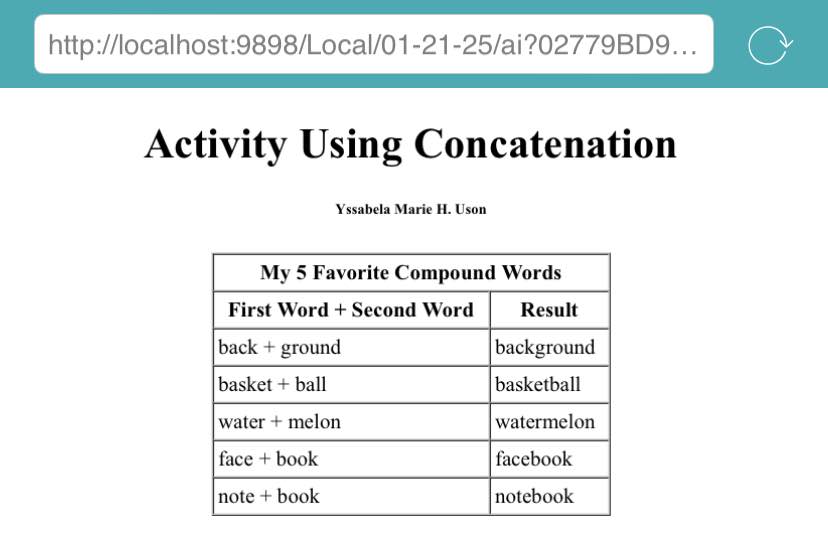 http://localhost:9898/Local/01-21-25/ai?02779BD9...
Activity Using Concatenation
Yssabela Marie H. Uson
My 5 Favorite Compound Words
First Word + Second Word Result
back + ground background
basket + ball basketball
water + melon watermelon
face + book facebook
note + book notebook